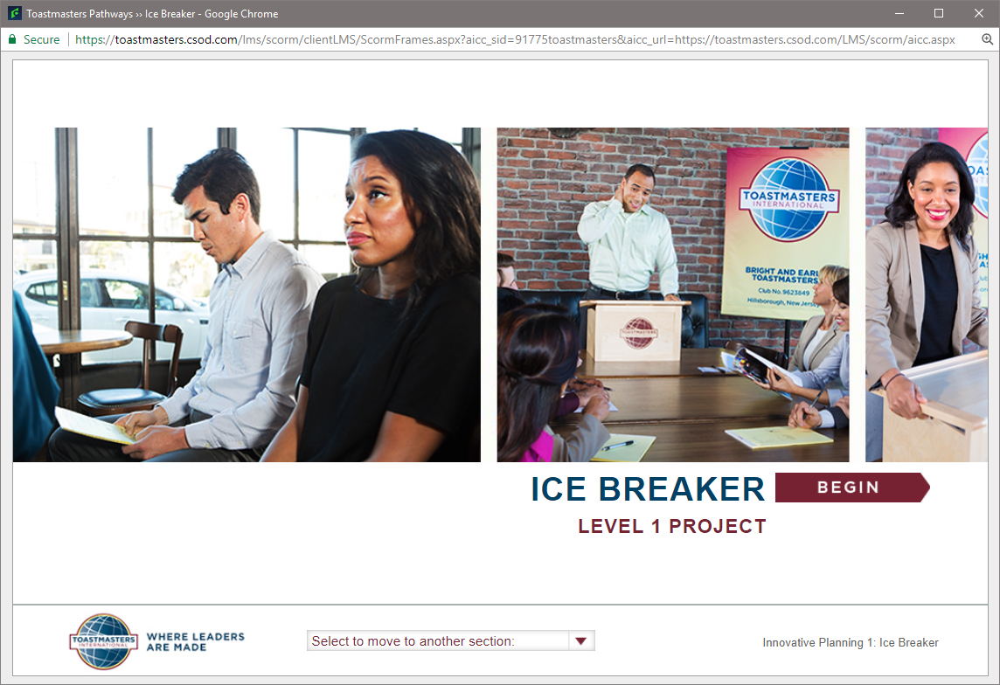 Toastmasters Pathways ›› Ice Breaker - Google Chrome
Secure
https://toastmasters.csod.com/lms/scorm/clientLMS/ScormFrames.aspx?aicc_sid=91775toastmasters&aicc_url=https://toastmasters.csod.com/LMS/scorm/aicc.aspx
TOASTMASTERS
INTERNATIONAL
BRIGHT AND EARL
TOASTMASTERS
Club No. 9623849
Hillsborough, New Jersey
TOASTMASTERS
ICE BREAKER
BEGIN
LEVEL 1 PROJECT
TOASTMASTERS
INTERNATIONAL
WHERE LEADERS
ARE MADE
Select to move to another section:
Innovative Planning 1: Ice Breaker